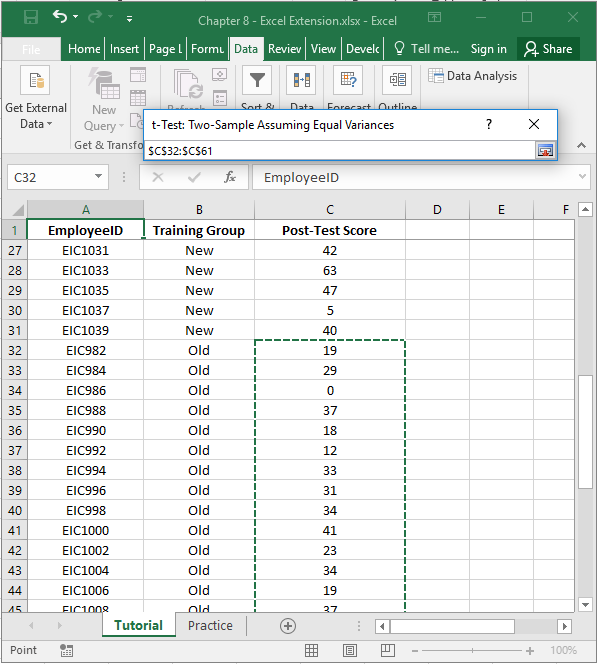 Chapter 8 - Excel Extension.xlsx - Excel
File Home Insert Page L Formu Data Review View Develo Tell me... Sign in Share
Get External Data
New Query
Refresh
Sort &
Data
Forecast
Outline
Data Analysis
Get & Transfo
t-Test: Two-Sample Assuming Equal Variances ? ×
$C$32:$C$61
C32 fx EmployeeID
A B C D E F
1 EmployeeID Training Group Post-Test Score
27 EIC1031 New 42
28 EIC1033 New 63
29 EIC1035 New 47
30 EIC1037 New 5
31 EIC1039 New 40
32 EIC982 Old 19
33 EIC984 Old 29
34 EIC986 Old 0
35 EIC988 Old 37
36 EIC990 Old 18
37 EIC992 Old 12
38 EIC994 Old 33
39 EIC996 Old 31
40 EIC998 Old 34
41 EIC1000 Old 41
42 EIC1002 Old 23
43 EIC1004 Old 34
44 EIC1006 Old 19
45 EIC1008 Old 37
Tutorial Practice
Point 100%